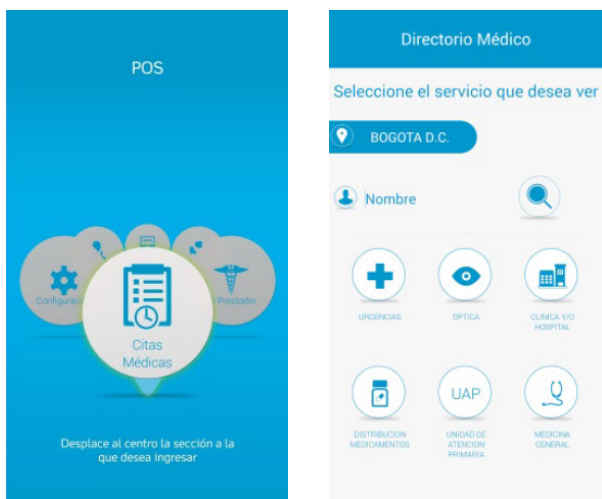 POS
Configurac
o Prestador
Citas
Médicas
Desplace al centro la sección a la
que desea ingresar
Directorio Médico
Seleccione el servicio que desea ver
BOGOTA D.C.
Nombre
URGENCIAS
OPTICA
CLINICA Y/O
HOSPITAL
DISTRIBUCION
MEDICAMENTOS
UAP
UNIDAD DE
ATENCION
PRIMARIA
MEDICINA
GENERAL